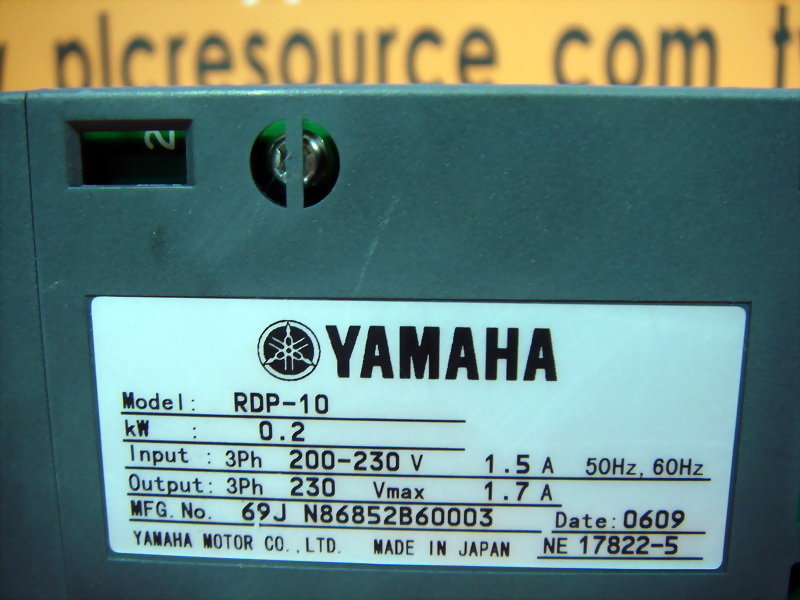 plcresource com
2
YAMAHA
Model: RDP-10
kW : 0.2
Input : 3Ph 200-230 V 1.5 A 50Hz, 60Hz
Output: 3Ph 230 Vmax 1.7 A
MFG. No. 69J N86852B60003 Date: 0609
YAMAHA MOTOR CO., LTD. MADE IN JAPAN NE 17822-5